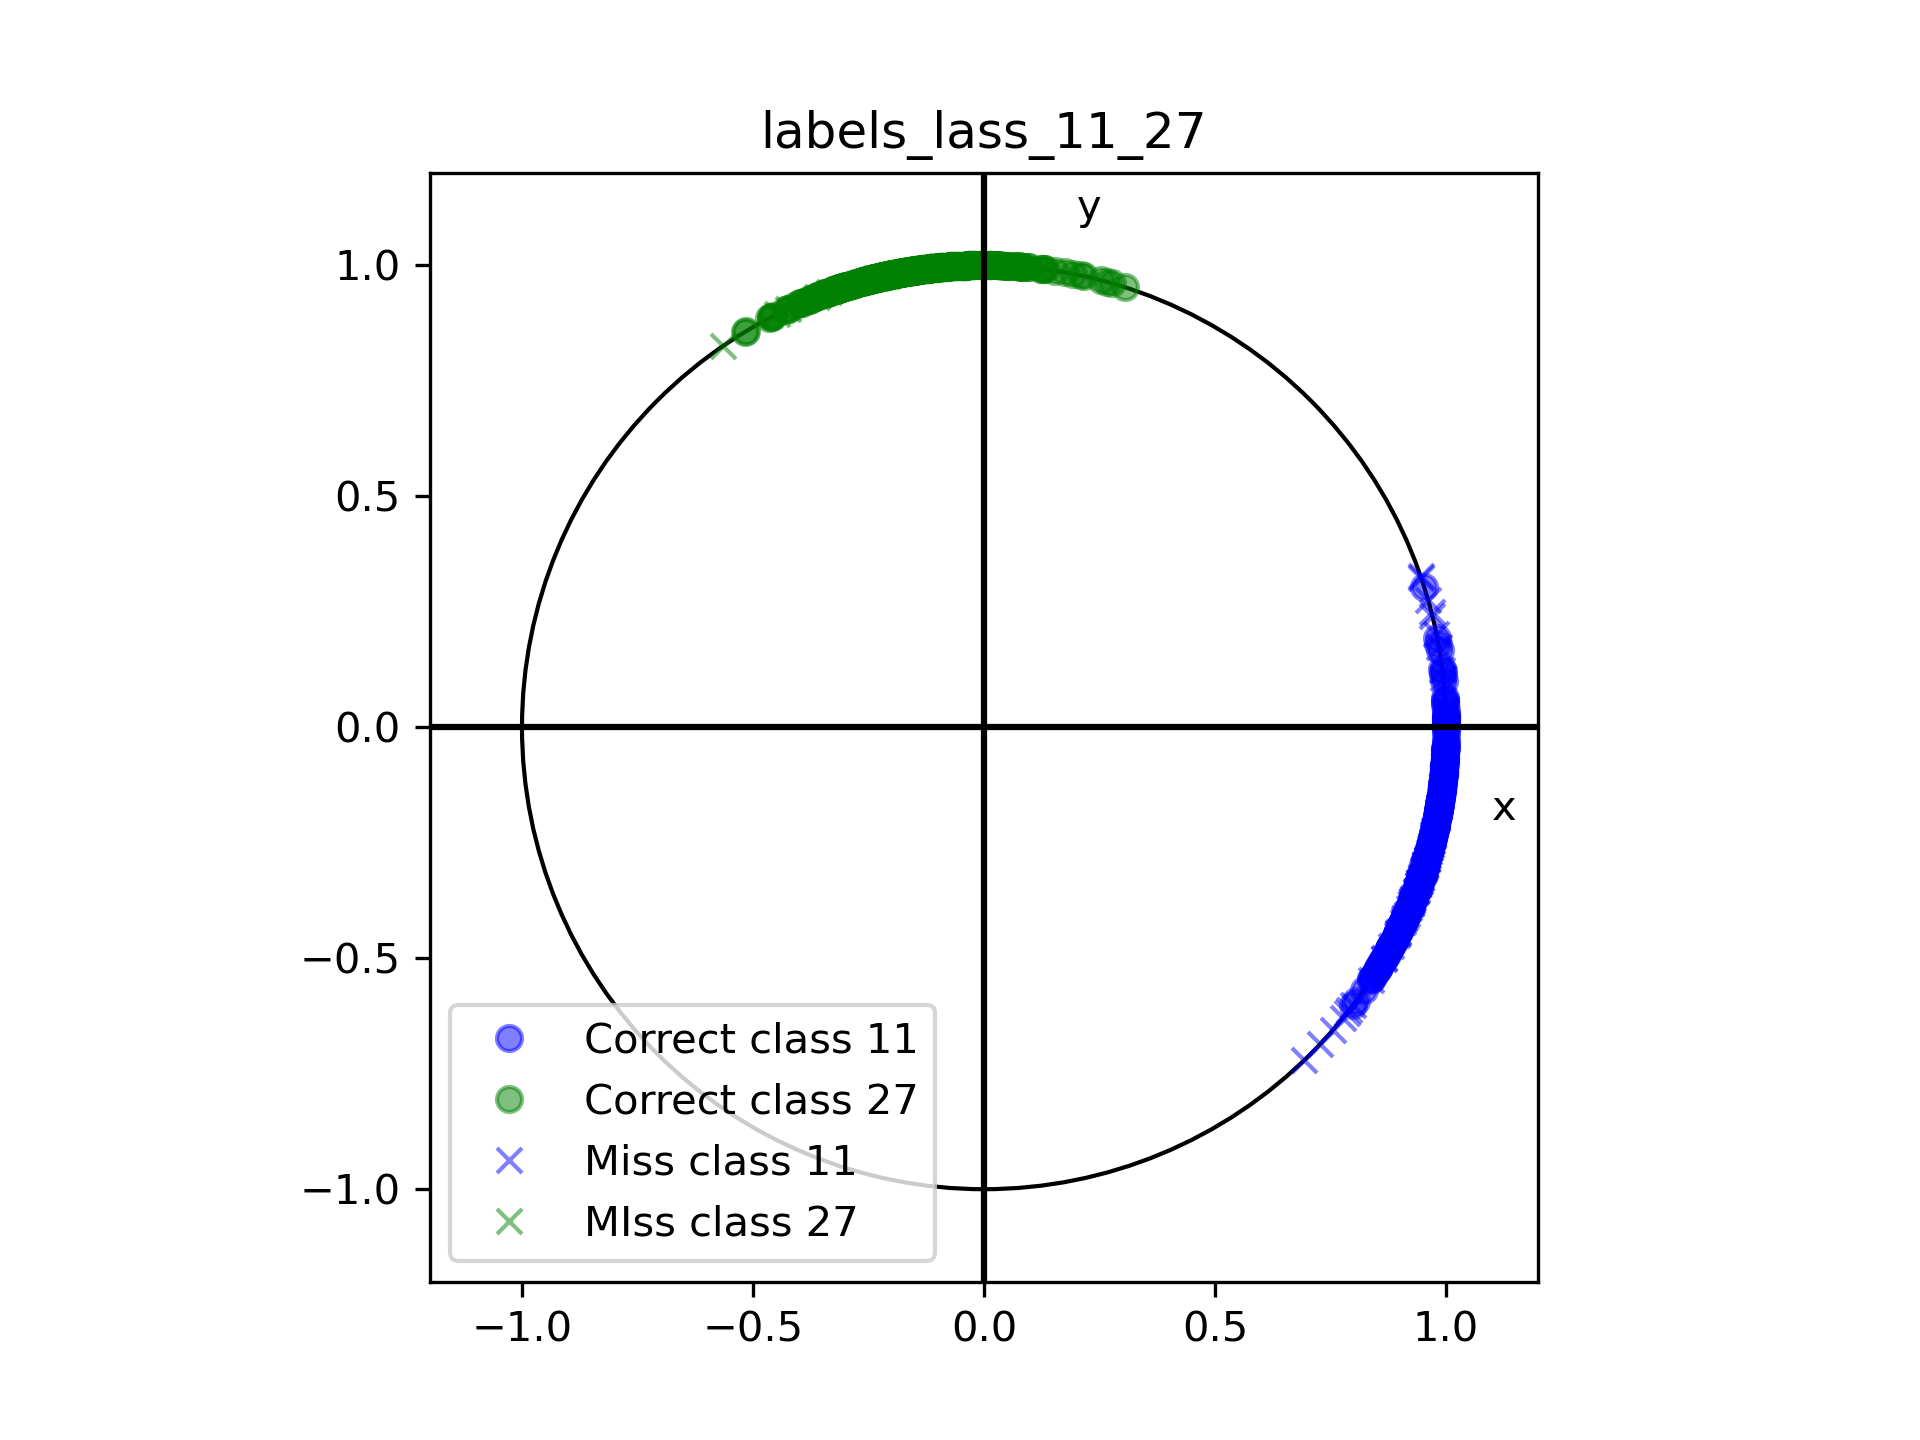 labels_lass_11_27
y
1.0
0.5
0.0
x
−0.5
−1.0
Correct class 11
Correct class 27
Miss class 11
MIss class 27
−1.0 −0.5 0.0 0.5 1.0